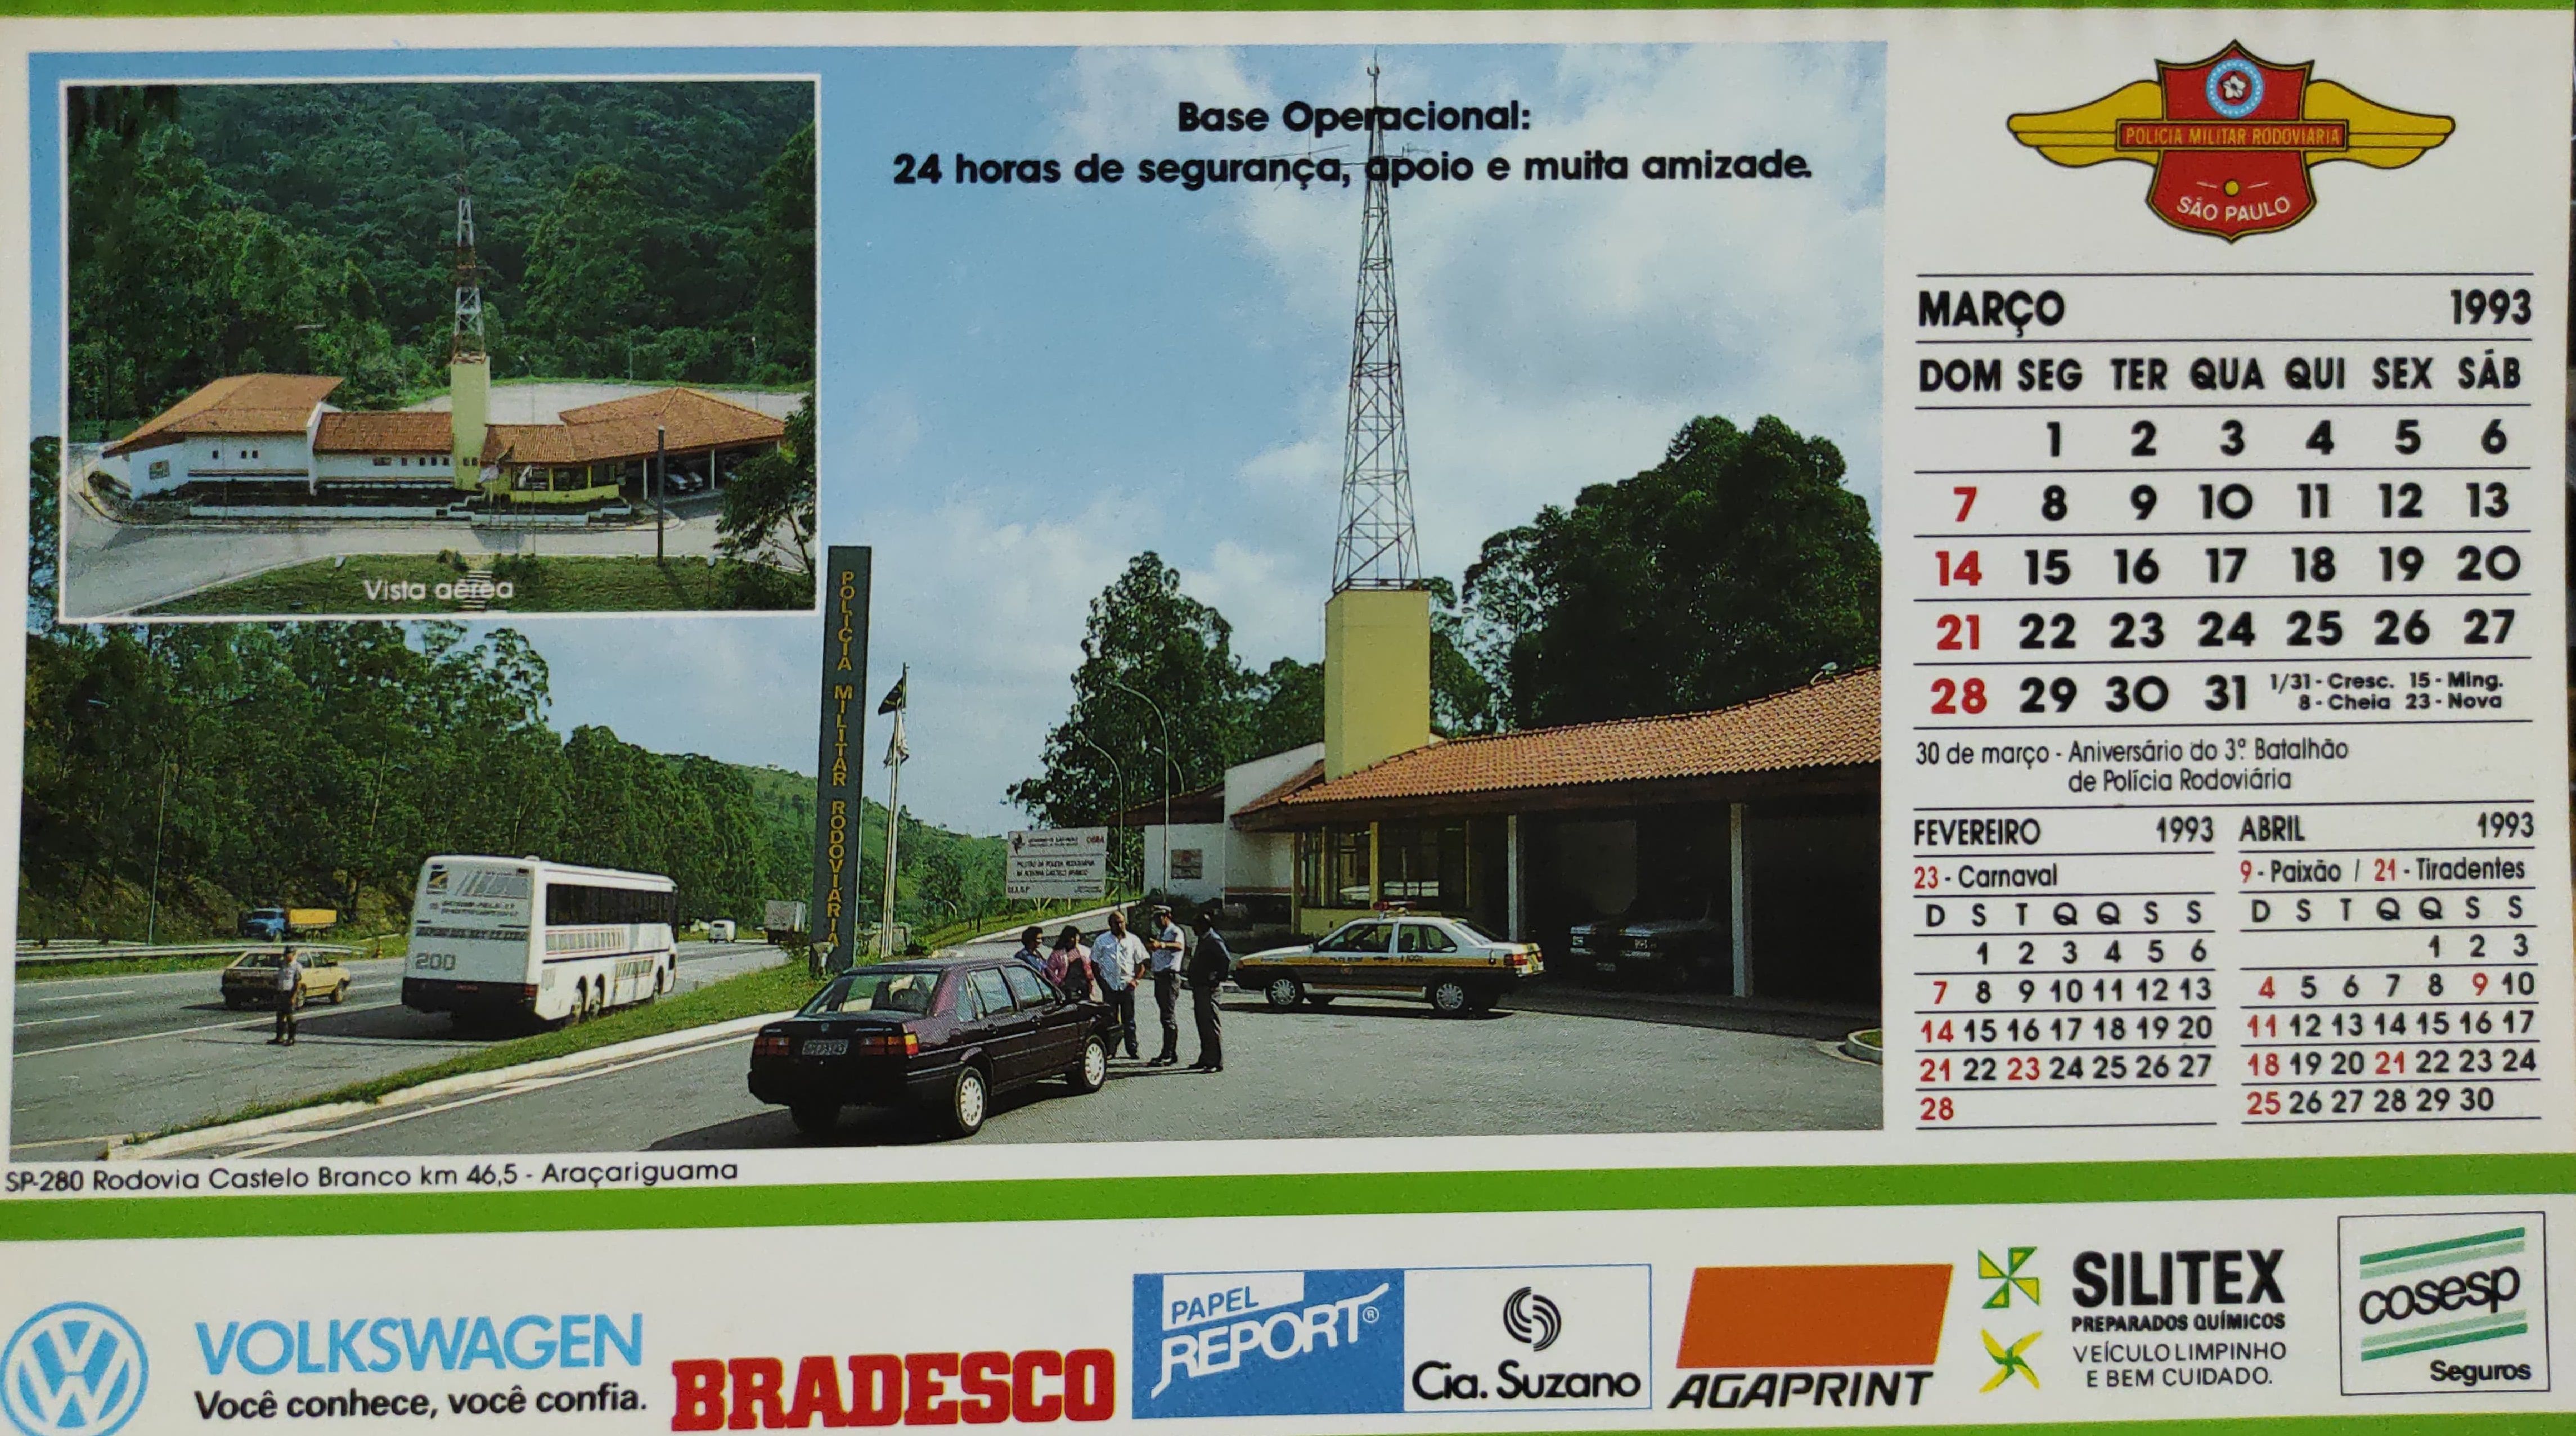 Base Operacional:
24 horas de segurança, apoio e muita amizade.
Vista aérea
POLÍCIA MILITAR RODOVIÁRIA
200
SP-280 Rodovia Castelo Branco km 46,5 - Araçariguama
POLÍCIA MILITAR RODOVIÁRIA
SÃO PAULO
MARÇO 1993
DOM SEG TER QUA QUI SEX SÁB
1 2 3 4 5 6
7 8 9 10 11 12 13
14 15 16 17 18 19 20
21 22 23 24 25 26 27
28 29 30 31
1/31 - Cresc. 15 - Ming.
8 - Cheia 23 - Nova
30 de março - Aniversário do 3º Batalhão
de Polícia Rodoviária
FEVEREIRO 1993
23 - Carnaval
D S T Q Q S S
1 2 3 4 5 6
7 8 9 10 11 12 13
14 15 16 17 18 19 20
21 22 23 24 25 26 27
28
ABRIL 1993
9 - Paixão / 21 - Tiradentes
D S T Q Q S S
1 2 3
4 5 6 7 8 9 10
11 12 13 14 15 16 17
18 19 20 21 22 23 24
25 26 27 28 29 30
VOLKSWAGEN
Você conhece, você confia.
BRADESCO
PAPEL
REPORT®
Cia. Suzano
AGAPRINT
SILITEX
PREPARADOS QUÍMICOS
VEÍCULO LIMPINHO
E BEM CUIDADO.
cosesp
Seguros